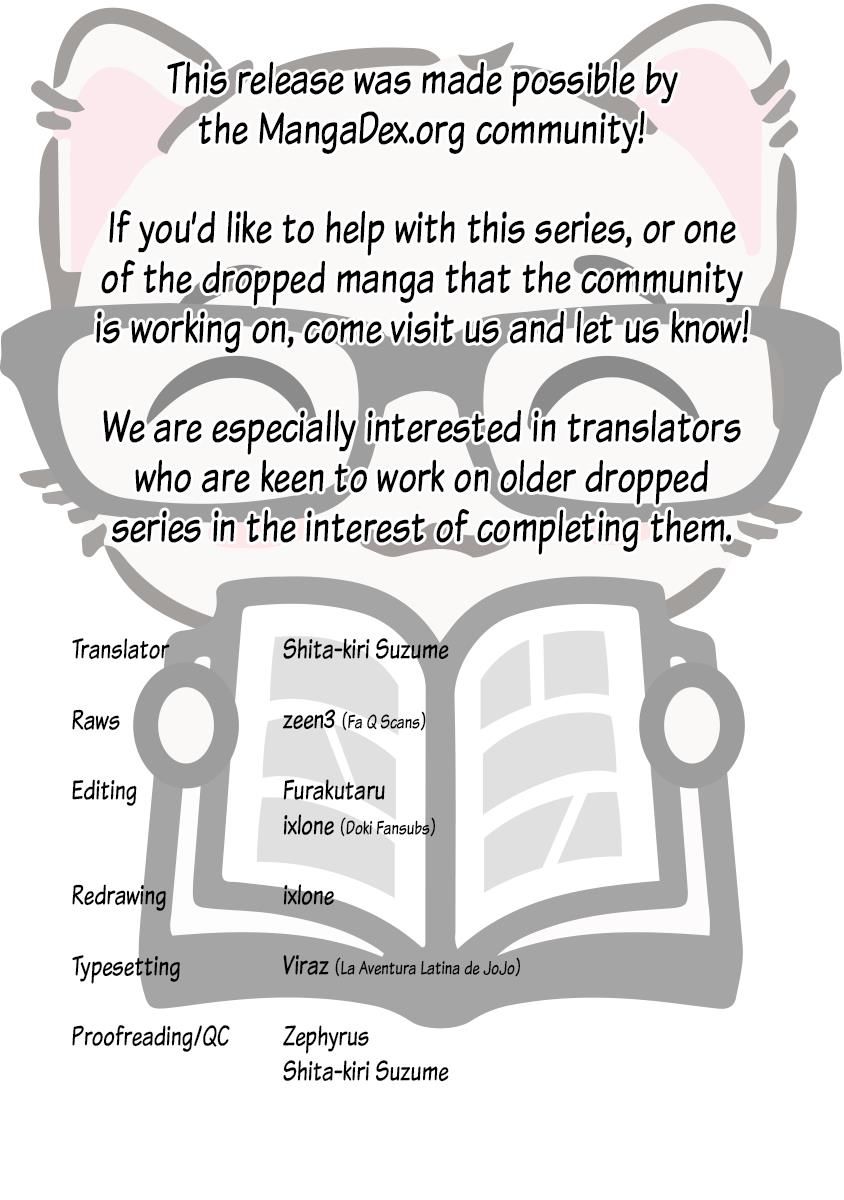 This release was made possible by
the MangaDex.org community!
If you'd like to help with this series, or one
of the dropped manga that the community
is working on, come visit us and let us know!
We are especially interested in translators
who are keen to work on older dropped
series in the interest of completing them.
Translator Shita-kiri Suzume
Raws zeen3 (Fa Q Scans)
Editing Furakutaru
ixlone (Doki Fansubs)
Redrawing ixlone
Typesetting Viraz (La Aventura Latina de JoJo)
Proofreading/QC Zephyrus
Shita-kiri Suzume